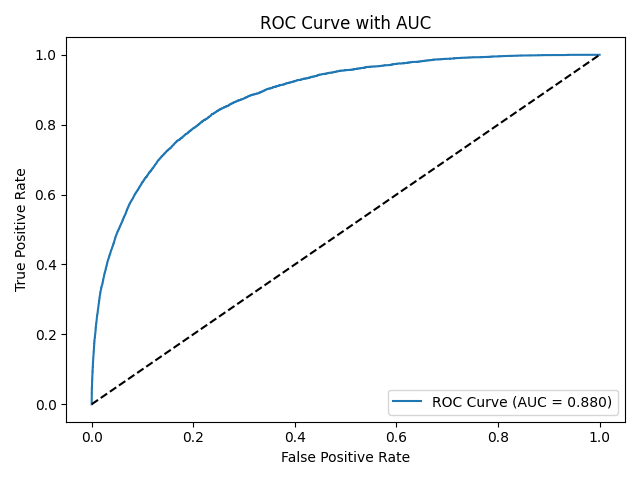 ROC Curve with AUC
True Positive Rate
1.0
0.8
0.6
0.4
0.2
0.0
ROC Curve (AUC = 0.880)
0.0 0.2 0.4 0.6 0.8 1.0
False Positive Rate